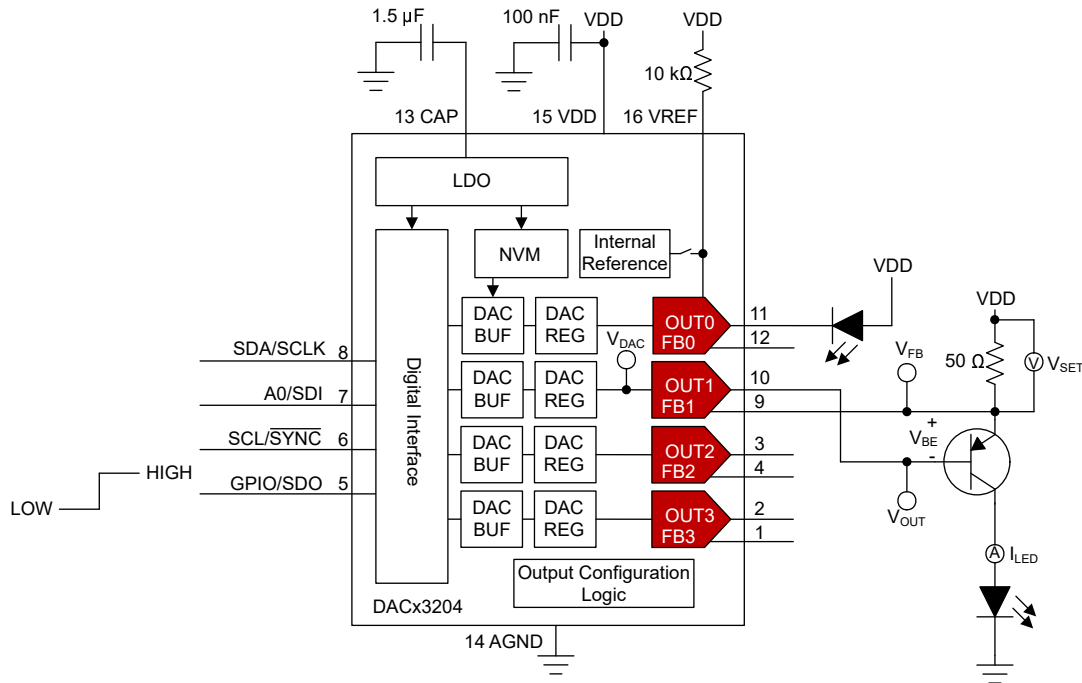 1.5 µF
100 nF
VDD
VDD
10 kΩ
13 CAP
15 VDD
16 VREF
LDO
NVM
Internal
Reference
VDD
VDD
DAC
BUF
DAC
REG
OUT0
FB0
11
12
VDAC
VFB
50 Ω
V
VSET
SDA/SCLK
8
Digital Interface
DAC
BUF
DAC
REG
OUT1
FB1
10
9
A0/SDI
7
+
VBE
-
SCL/SYNC
6
DAC
BUF
DAC
REG
OUT2
FB2
3
4
HIGH
LOW
GPIO/SDO
5
VOUT
DAC
BUF
DAC
REG
OUT3
FB3
2
1
A
ILED
Output Configuration
Logic
DACx3204
14 AGND